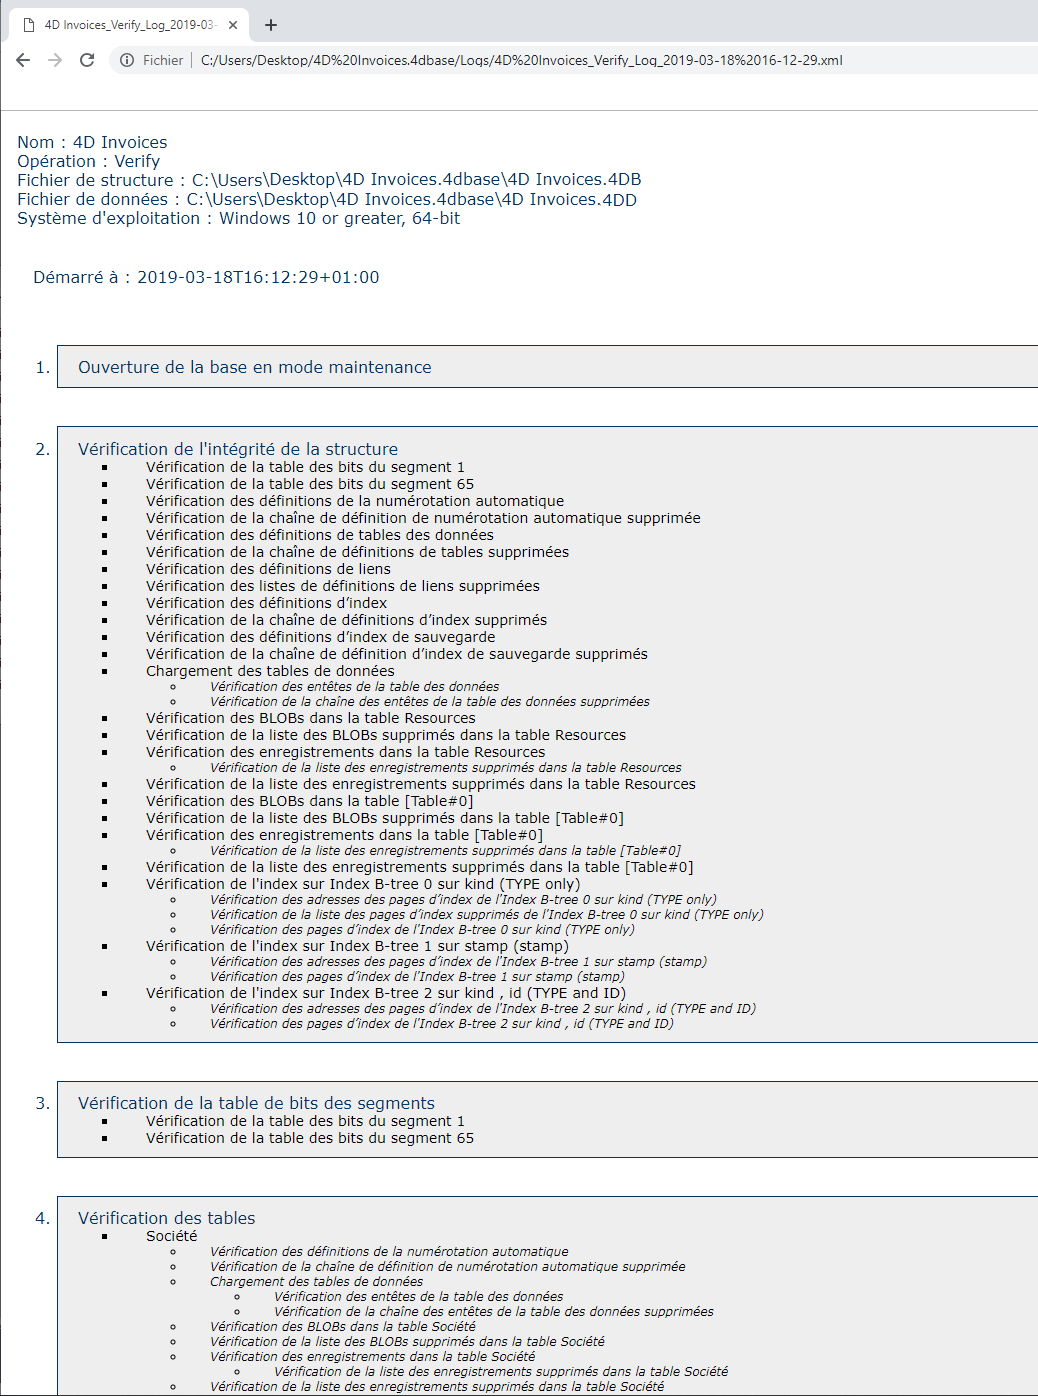 4D Invoices_Verify_Log_2019-03-
Fichier | C:/Users/Desktop/4D%20Invoices.4dbase/Logs/4D%20Invoices_Verify_Log_2019-03-18%2016-12-29.xml
Nom : 4D Invoices
Opération : Verify
Fichier de structure : C:\Users\Desktop\4D Invoices.4dbase\4D Invoices.4DB
Fichier de données : C:\Users\Desktop\4D Invoices.4dbase\4D Invoices.4DD
Système d'exploitation : Windows 10 or greater, 64-bit
Démarré à : 2019-03-18T16:12:29+01:00
1. Ouverture de la base en mode maintenance
2. Vérification de l'intégrité de la structure
Vérification de la table des bits du segment 1
Vérification de la table des bits du segment 65
Vérification des définitions de la numérotation automatique
Vérification de la chaîne de définition de numérotation automatique supprimée
Vérification des définitions de tables des données
Vérification de la chaîne de définitions de tables supprimées
Vérification des définitions de liens
Vérification des listes de définitions de liens supprimées
Vérification des définitions d’index
Vérification de la chaîne de définitions d’index supprimés
Vérification des définitions d’index de sauvegarde
Vérification de la chaîne de définition d’index de sauvegarde supprimés
Chargement des tables de données
Vérification des entêtes de la table des données
Vérification de la chaîne des entêtes de la table des données supprimées
Vérification des BLOBs dans la table Resources
Vérification de la liste des BLOBs supprimés dans la table Resources
Vérification des enregistrements dans la table Resources
Vérification de la liste des enregistrements supprimés dans la table Resources
Vérification de la liste des enregistrements supprimés dans la table Resources
Vérification des BLOBs dans la table [Table#0]
Vérification de la liste des BLOBs supprimés dans la table [Table#0]
Vérification des enregistrements dans la table [Table#0]
Vérification de la liste des enregistrements supprimés dans la table [Table#0]
Vérification de la liste des enregistrements supprimés dans la table [Table#0]
Vérification de l'index sur Index B-tree 0 sur kind (TYPE only)
Vérification des adresses des pages d’index de l'Index B-tree 0 sur kind (TYPE only)
Vérification de la liste des pages d’index supprimés de l'Index B-tree 0 sur kind (TYPE only)
Vérification des pages d’index de l'Index B-tree 0 sur kind (TYPE only)
Vérification de l'index sur Index B-tree 1 sur stamp (stamp)
Vérification des adresses des pages d’index de l'Index B-tree 1 sur stamp (stamp)
Vérification des pages d’index de l'Index B-tree 1 sur stamp (stamp)
Vérification de l'index sur Index B-tree 2 sur kind , id (TYPE and ID)
Vérification des adresses des pages d’index de l'Index B-tree 2 sur kind , id (TYPE and ID)
Vérification des pages d’index de l'Index B-tree 2 sur kind , id (TYPE and ID)
3. Vérification de la table de bits des segments
Vérification de la table des bits du segment 1
Vérification de la table des bits du segment 65
4. Vérification des tables
Société
Vérification des définitions de la numérotation automatique
Vérification de la chaîne de définition de numérotation automatique supprimée
Chargement des tables de données
Vérification des entêtes de la table des données
Vérification de la chaîne des entêtes de la table des données supprimées
Vérification des BLOBs dans la table Société
Vérification de la liste des BLOBs supprimés dans la table Société
Vérification des enregistrements dans la table Société
Vérification de la liste des enregistrements supprimés dans la table Société
Vérification de la liste des enregistrements supprimés dans la table Société